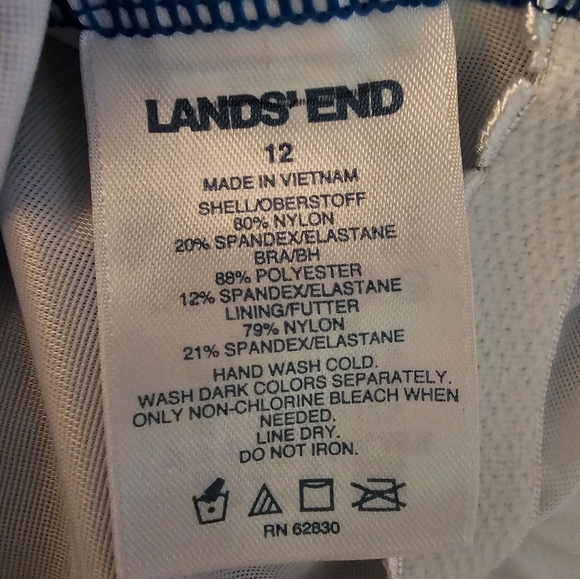 LANDS' END
12
MADE IN VIETNAM
SHELL/OBERSTOFF
80% NYLON
20% SPANDEX/ELASTANE
BRA/BH
88% POLYESTER
12% SPANDEX/ELASTANE
LINING/FUTTER
79% NYLON
21% SPANDEX/ELASTANE
HAND WASH COLD.
WASH DARK COLORS SEPARATELY.
ONLY NON-CHLORINE BLEACH WHEN
NEEDED.
LINE DRY.
DO NOT IRON.
RN 62830